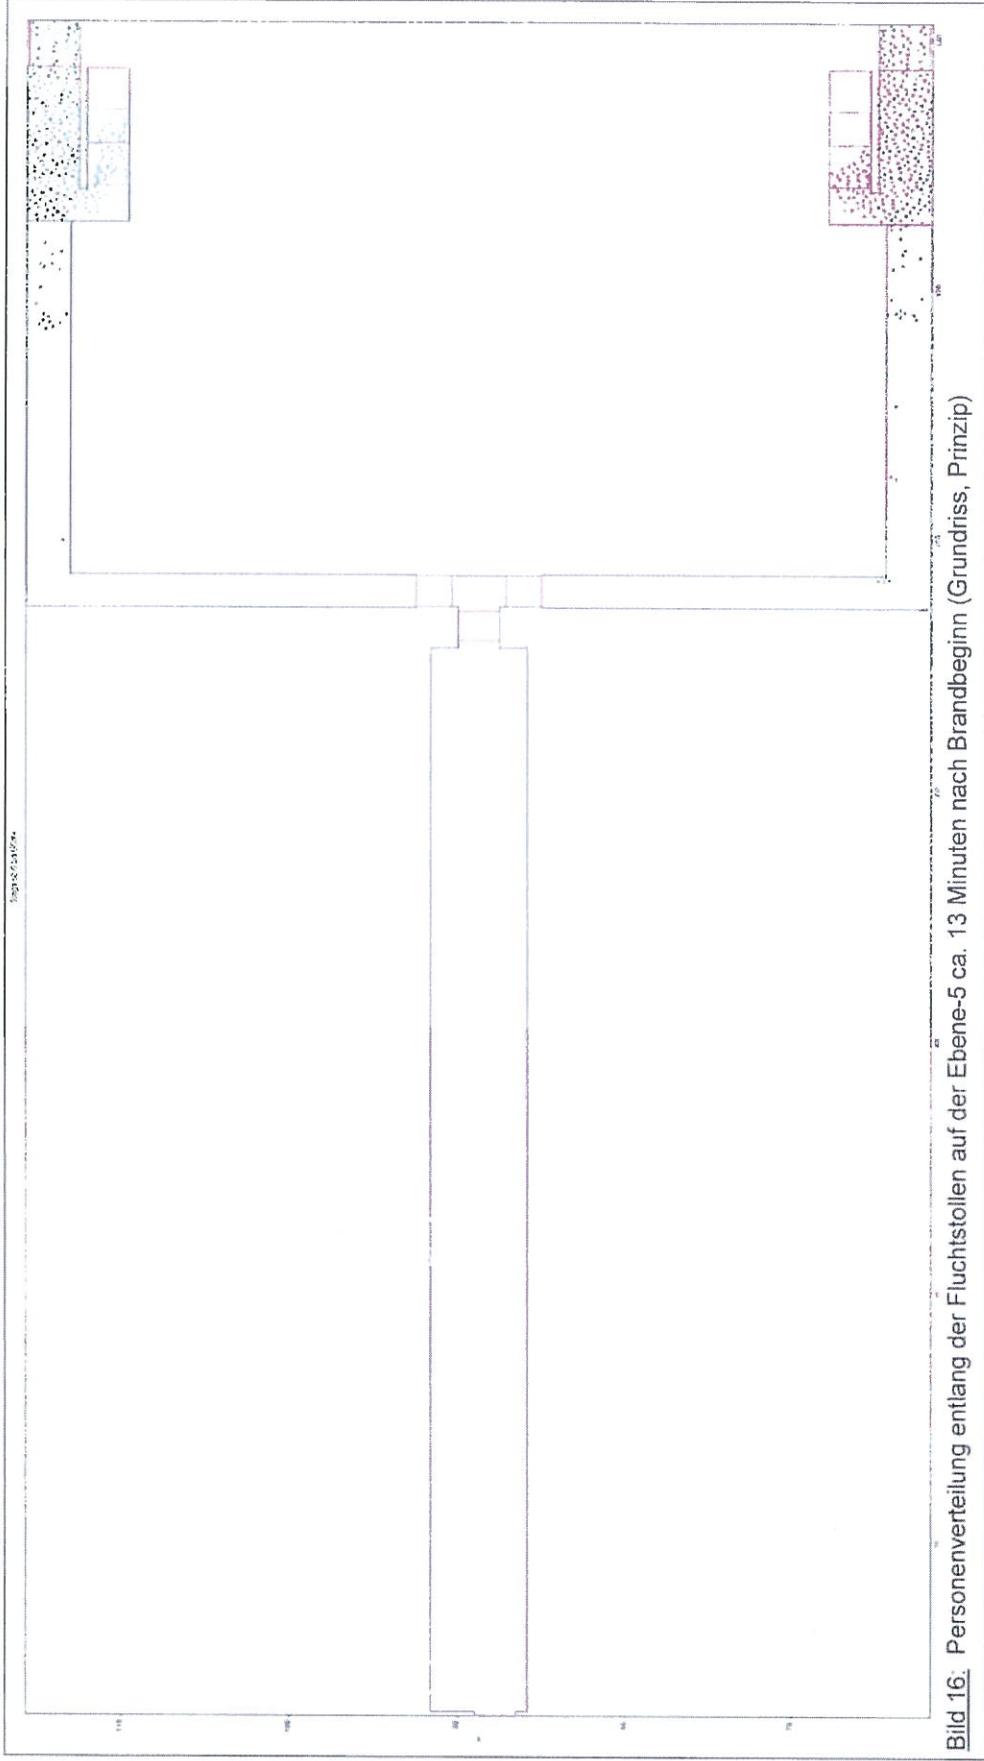 Bild 16: Personenverteilung entlang der Fluchtstollen auf der Ebene-5 ca. 13 Minuten nach Brandbeginn (Grundriss, Prinzip)